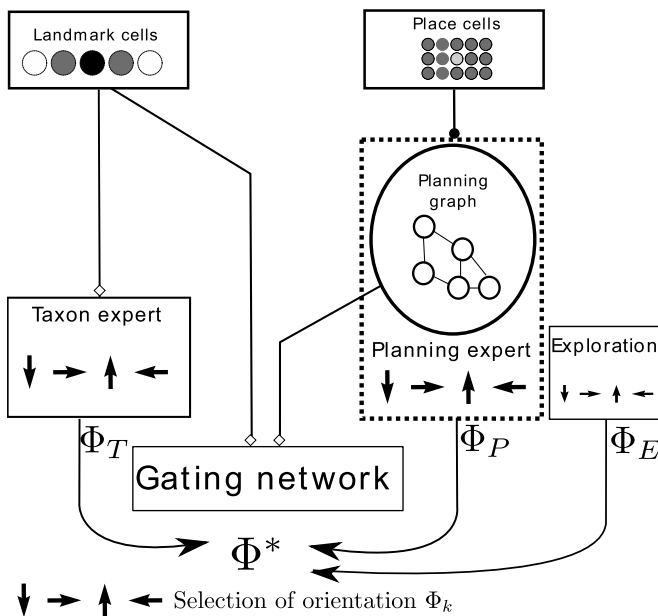 Landmark cells
Place cells
Planning
graph
Taxon expert
Planning expert
Exploration
Φ_T
Φ_P
Φ_E
Gating network
Φ*
Selection of orientation Φ_k